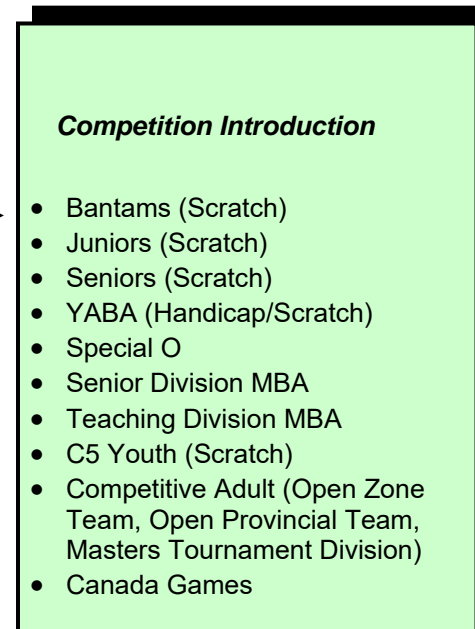 Competition Introduction
• Bantams (Scratch)
• Juniors (Scratch)
• Seniors (Scratch)
• YABA (Handicap/Scratch)
• Special O
• Senior Division MBA
• Teaching Division MBA
• C5 Youth (Scratch)
• Competitive Adult (Open Zone
Team, Open Provincial Team,
Masters Tournament Division)
• Canada Games